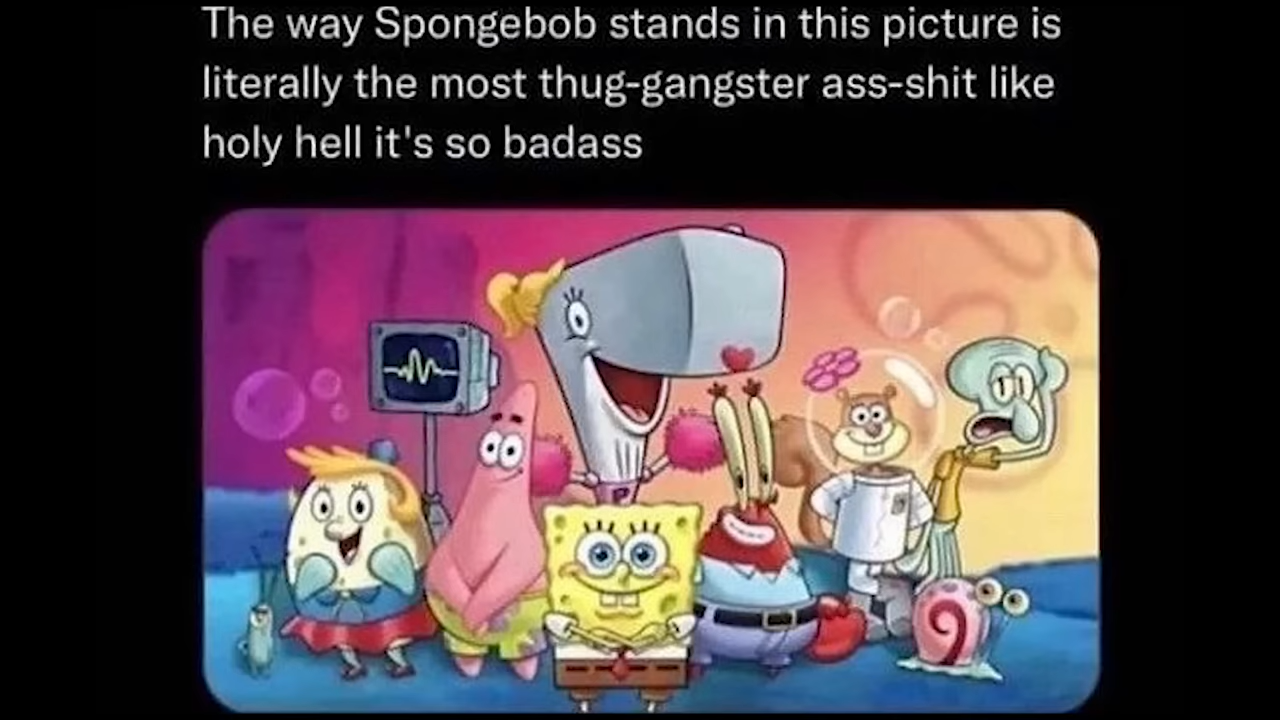 The way Spongebob stands in this picture is
literally the most thug-gangster ass-shit like
holy hell it's so badass
P